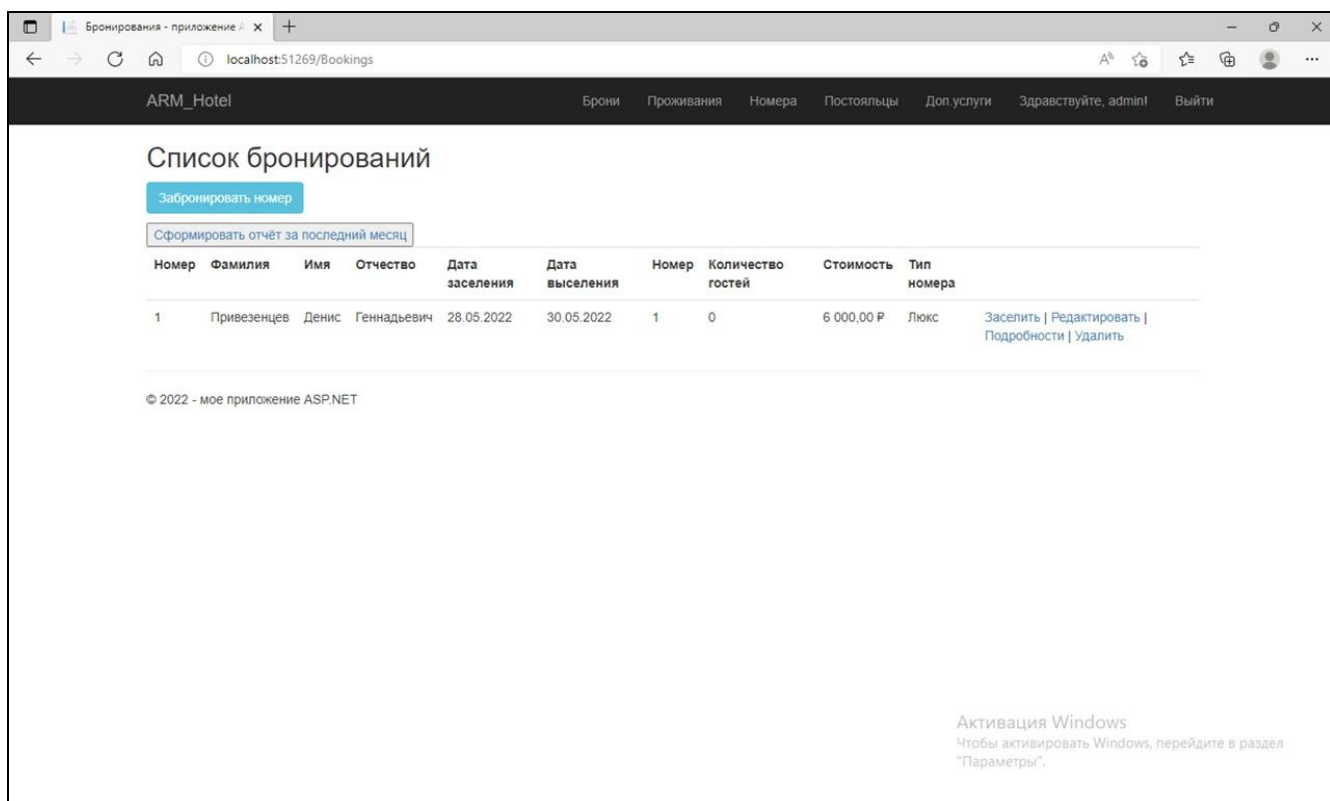 Бронирования - приложение A
localhost:51269/Bookings
ARM_Hotel Брони Проживания Номера Постояльцы Доп.услуги Здравствуйте, admin! Выйти
Список бронирований
Забронировать номер
Сформировать отчёт за последний месяц
Номер Фамилия Имя Отчество Дата заселения Дата выселения Номер Количество гостей Стоимость Тип номера
1 Привезенцев Денис Геннадьевич 28.05.2022 30.05.2022 1 0 6 000,00 ₽ Люкс Заселить | Редактировать |
Подробности | Удалить
© 2022 - мое приложение ASP.NET
Активация Windows
Чтобы активировать Windows, перейдите в раздел
"Параметры".